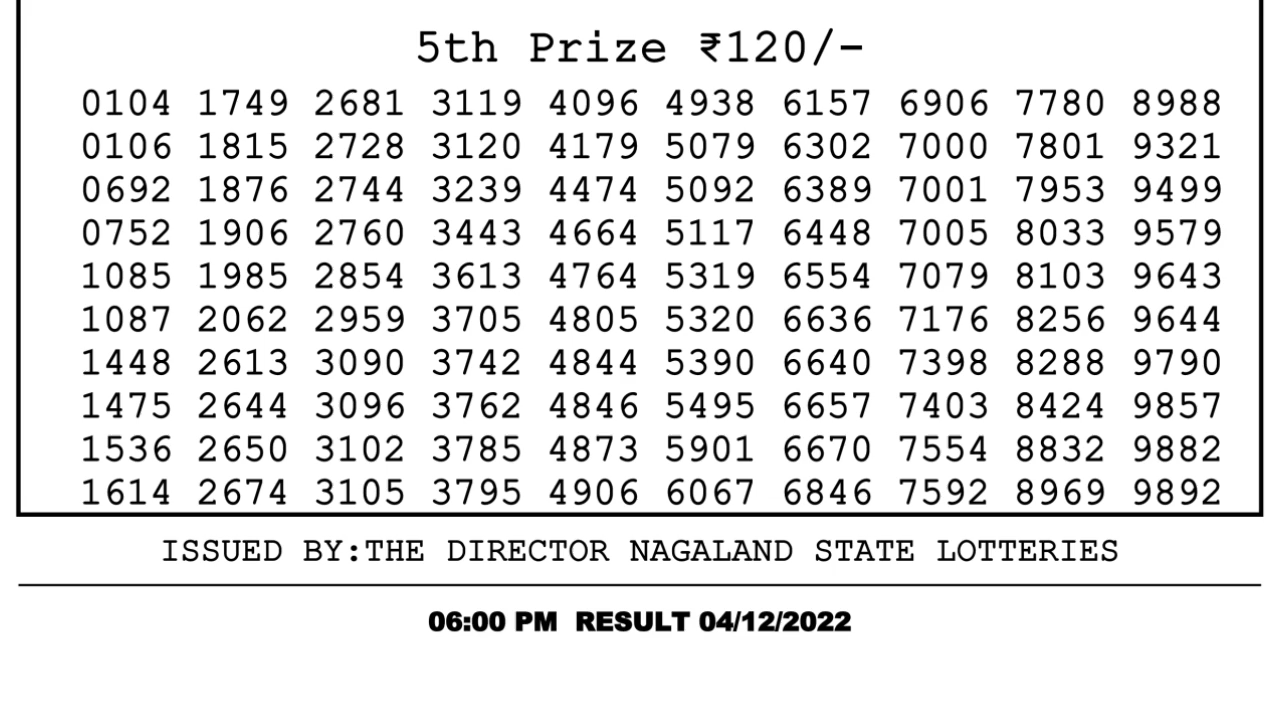 5th Prize ₹120/-
0104 1749 2681 3119 4096 4938 6157 6906 7780 8988
0106 1815 2728 3120 4179 5079 6302 7000 7801 9321
0692 1876 2744 3239 4474 5092 6389 7001 7953 9499
0752 1906 2760 3443 4664 5117 6448 7005 8033 9579
1085 1985 2854 3613 4764 5319 6554 7079 8103 9643
1087 2062 2959 3705 4805 5320 6636 7176 8256 9644
1448 2613 3090 3742 4844 5390 6640 7398 8288 9790
1475 2644 3096 3762 4846 5495 6657 7403 8424 9857
1536 2650 3102 3785 4873 5901 6670 7554 8832 9882
1614 2674 3105 3795 4906 6067 6846 7592 8969 9892
ISSUED BY:THE DIRECTOR NAGALAND STATE LOTTERIES
06:00 PM RESULT 04/12/2022